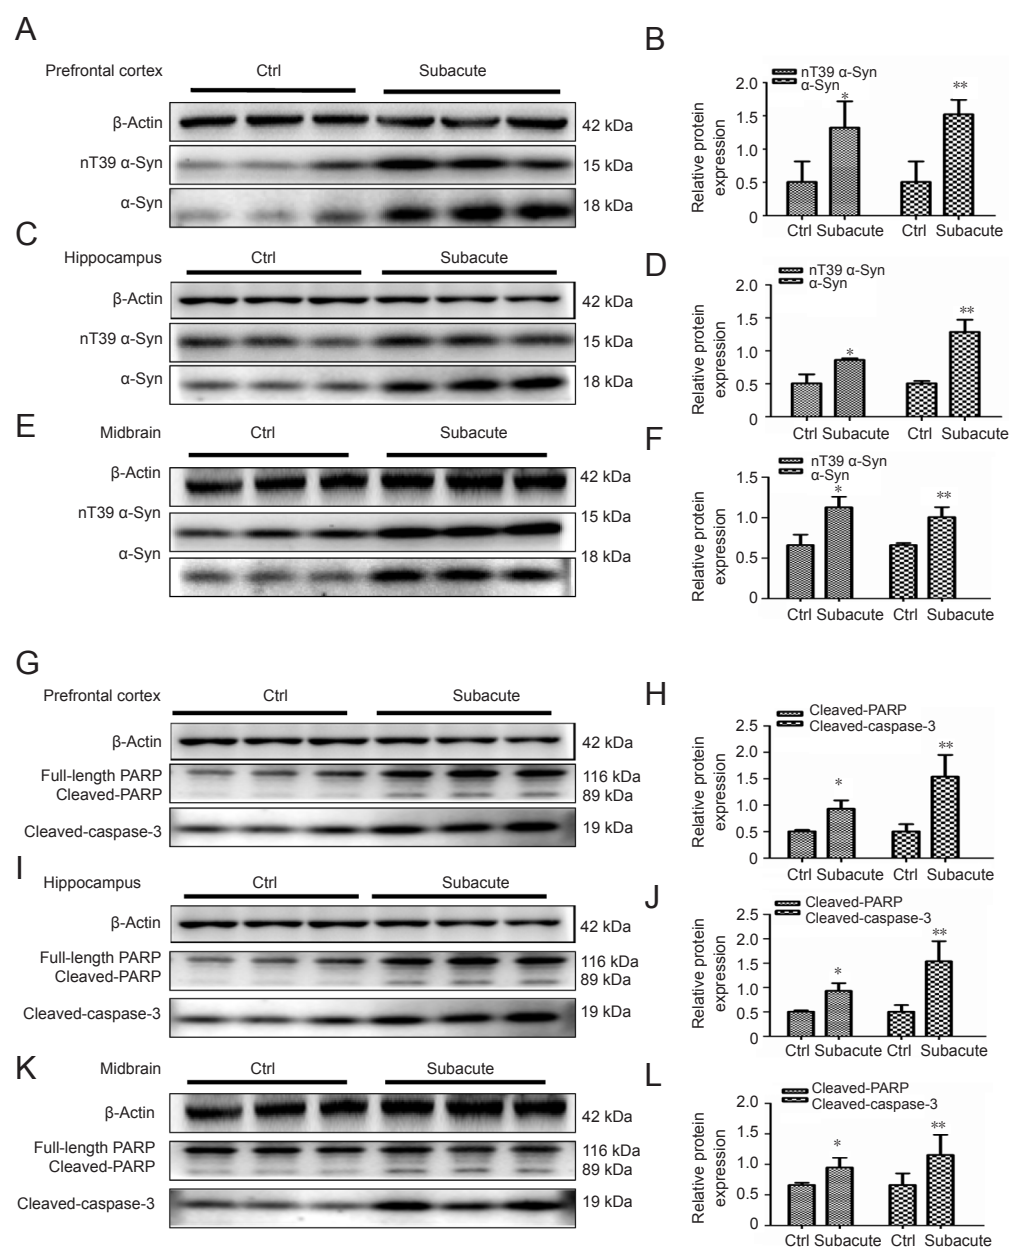 A
Prefrontal cortex Ctrl Subacute
β-Actin 42 kDa
nT39 α-Syn 15 kDa
α-Syn 18 kDa
B
nT39 α-Syn
α-Syn
Relative protein
expression
2.0
1.5
1.0
0.5
0
* **
Ctrl Subacute Ctrl Subacute
C
Hippocampus Ctrl Subacute
β-Actin 42 kDa
nT39 α-Syn 15 kDa
α-Syn 18 kDa
D
nT39 α-Syn
α-Syn
Relative protein
expression
2.0
1.5
1.0
0.5
0
* **
Ctrl Subacute Ctrl Subacute
E
Midbrain Ctrl Subacute
β-Actin 42 kDa
nT39 α-Syn 15 kDa
α-Syn 18 kDa
F
nT39 α-Syn
α-Syn
Relative protein
expression
1.5
1.0
0.5
0
* **
Ctrl Subacute Ctrl Subacute
G
Prefrontal cortex Ctrl Subacute
β-Actin 42 kDa
Full-length PARP 116 kDa
Cleaved-PARP 89 kDa
Cleaved-caspase-3 19 kDa
H
Cleaved-PARP
Cleaved-caspase-3
Relative protein
expression
2.5
2.0
1.5
1.0
0.5
0
* **
Ctrl Subacute Ctrl Subacute
I
Hippocampus Ctrl Subacute
β-Actin 42 kDa
Full-length PARP 116 kDa
Cleaved-PARP 89 kDa
Cleaved-caspase-3 19 kDa
J
Cleaved-PARP
Cleaved-caspase-3
Relative protein
expression
2.5
2.0
1.5
1.0
0.5
0
* **
Ctrl Subacute Ctrl Subacute
K
Midbrain Ctrl Subacute
β-Actin 42 kDa
Full-length PARP 116 kDa
Cleaved-PARP 89 kDa
Cleaved-caspase-3 19 kDa
L
Cleaved-PARP
Cleaved-caspase-3
Relative protein
expression
2.0
1.5
1.0
0.5
0
* **
Ctrl Subacute Ctrl Subacute